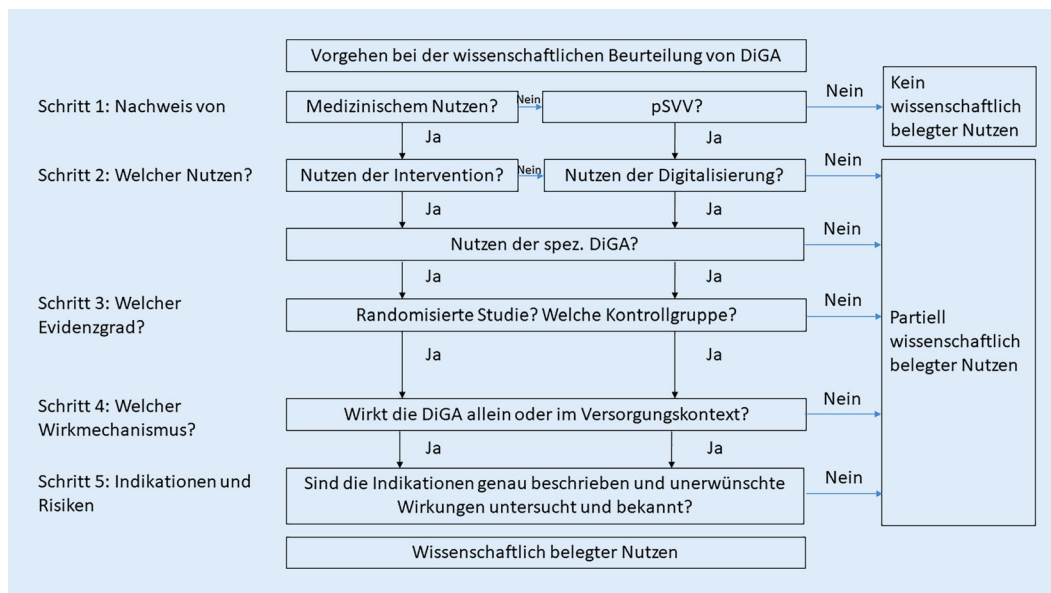 Vorgehen bei der wissenschaftlichen Beurteilung von DiGA
Schritt 1: Nachweis von
Medizinischem Nutzen?
Nein
pSVV?
Nein
Kein
wissenschaftlich
belegter Nutzen
Ja
Ja
Schritt 2: Welcher Nutzen?
Nutzen der Intervention?
Nein
Nutzen der Digitalisierung?
Nein
Ja
Ja
Nutzen der spez. DiGA?
Nein
Ja
Ja
Schritt 3: Welcher
Evidenzgrad?
Randomisierte Studie? Welche Kontrollgruppe?
Nein
Partiell
wissenschaftlich
belegter Nutzen
Ja
Ja
Schritt 4: Welcher
Wirkmechanismus?
Wirkt die DiGA allein oder im Versorgungskontext?
Nein
Ja
Ja
Schritt 5: Indikationen und
Risiken
Sind die Indikationen genau beschrieben und unerwünschte
Wirkungen untersucht und bekannt?
Nein
Wissenschaftlich belegter Nutzen